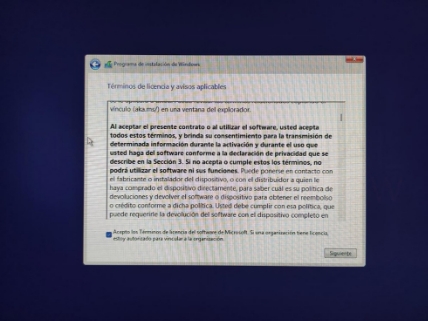 Programa de instalación de Windows
Términos de licencia y avisos aplicables
vínculo (aka.ms/) en una ventana del explorador.
Al aceptar el presente contrato o al utilizar el software, usted acepta
todos estos términos, y brinda su consentimiento para la transmisión de
determinada información durante la activación y durante el uso que
usted haga del software conforme a la declaración de privacidad que se
describe en la Sección 3. Si no acepta o cumple estos términos, no
podrá utilizar el software ni sus funciones. Puede ponerse en contacto con
el fabricante o instalador del dispositivo, o con el distribuidor a quien le
haya comprado el dispositivo directamente, para saber cuál es su política de
devoluciones y devolver el software o dispositivo para obtener el reembolso
o crédito conforme a dicha política. Usted debe cumplir con esa política, que
puede requerirle la devolución del software con el dispositivo completo en
Acepto los Términos de licencia del software de Microsoft. Si una organización tiene licencia,
estoy autorizado para vincular a la organización.
Siguiente